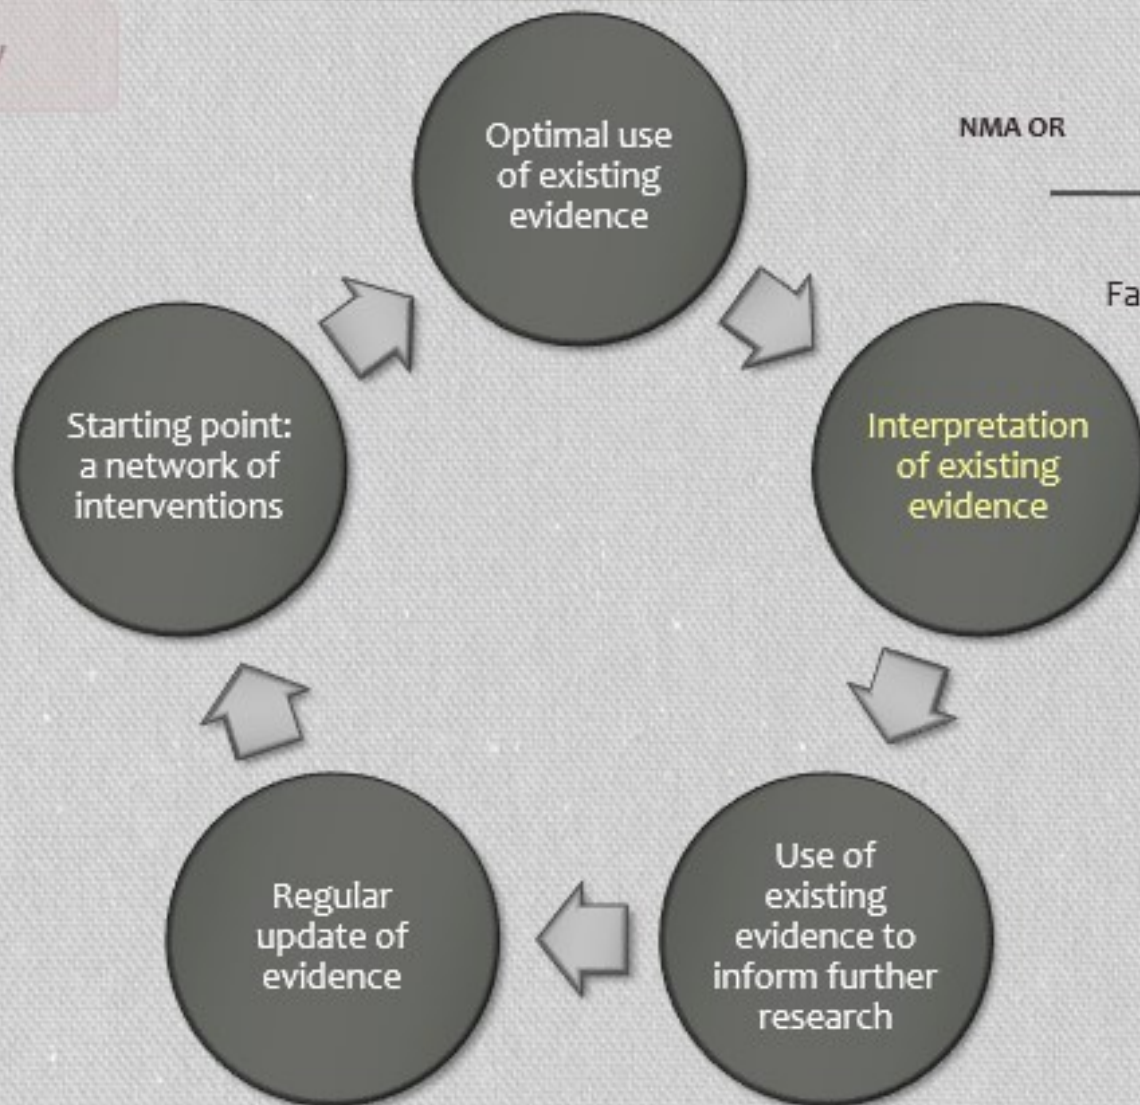 NMA OR
Optimal use
of existing
evidence
Starting point:
a network of
interventions
Interpretation
of existing
evidence
Regular
update of
evidence
Use of
existing
evidence to
inform further
research